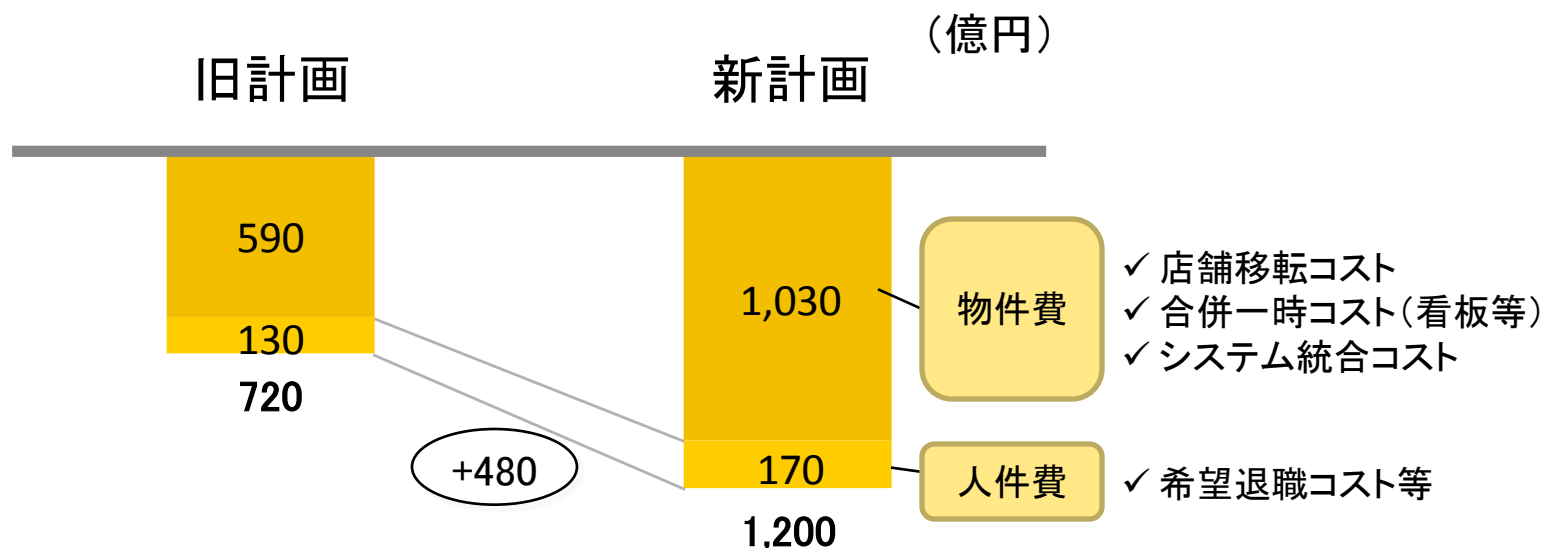 （億円）
旧計画
新計画
590
130
720
+480
1,030
170
1,200
物件費
✓ 店舗移転コスト
✓ 合併一時コスト（看板等）
✓ システム統合コスト
人件費
✓ 希望退職コスト等